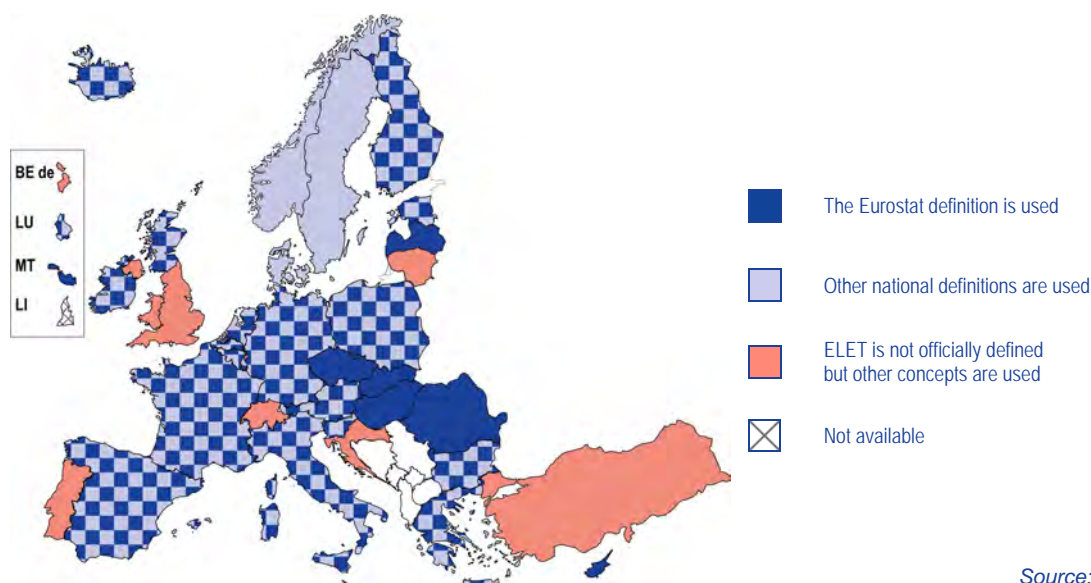 BE de
LU
MT
LI
The Eurostat definition is used
Other national definitions are used
ELET is not officially defined
but other concepts are used
Not available
Source: